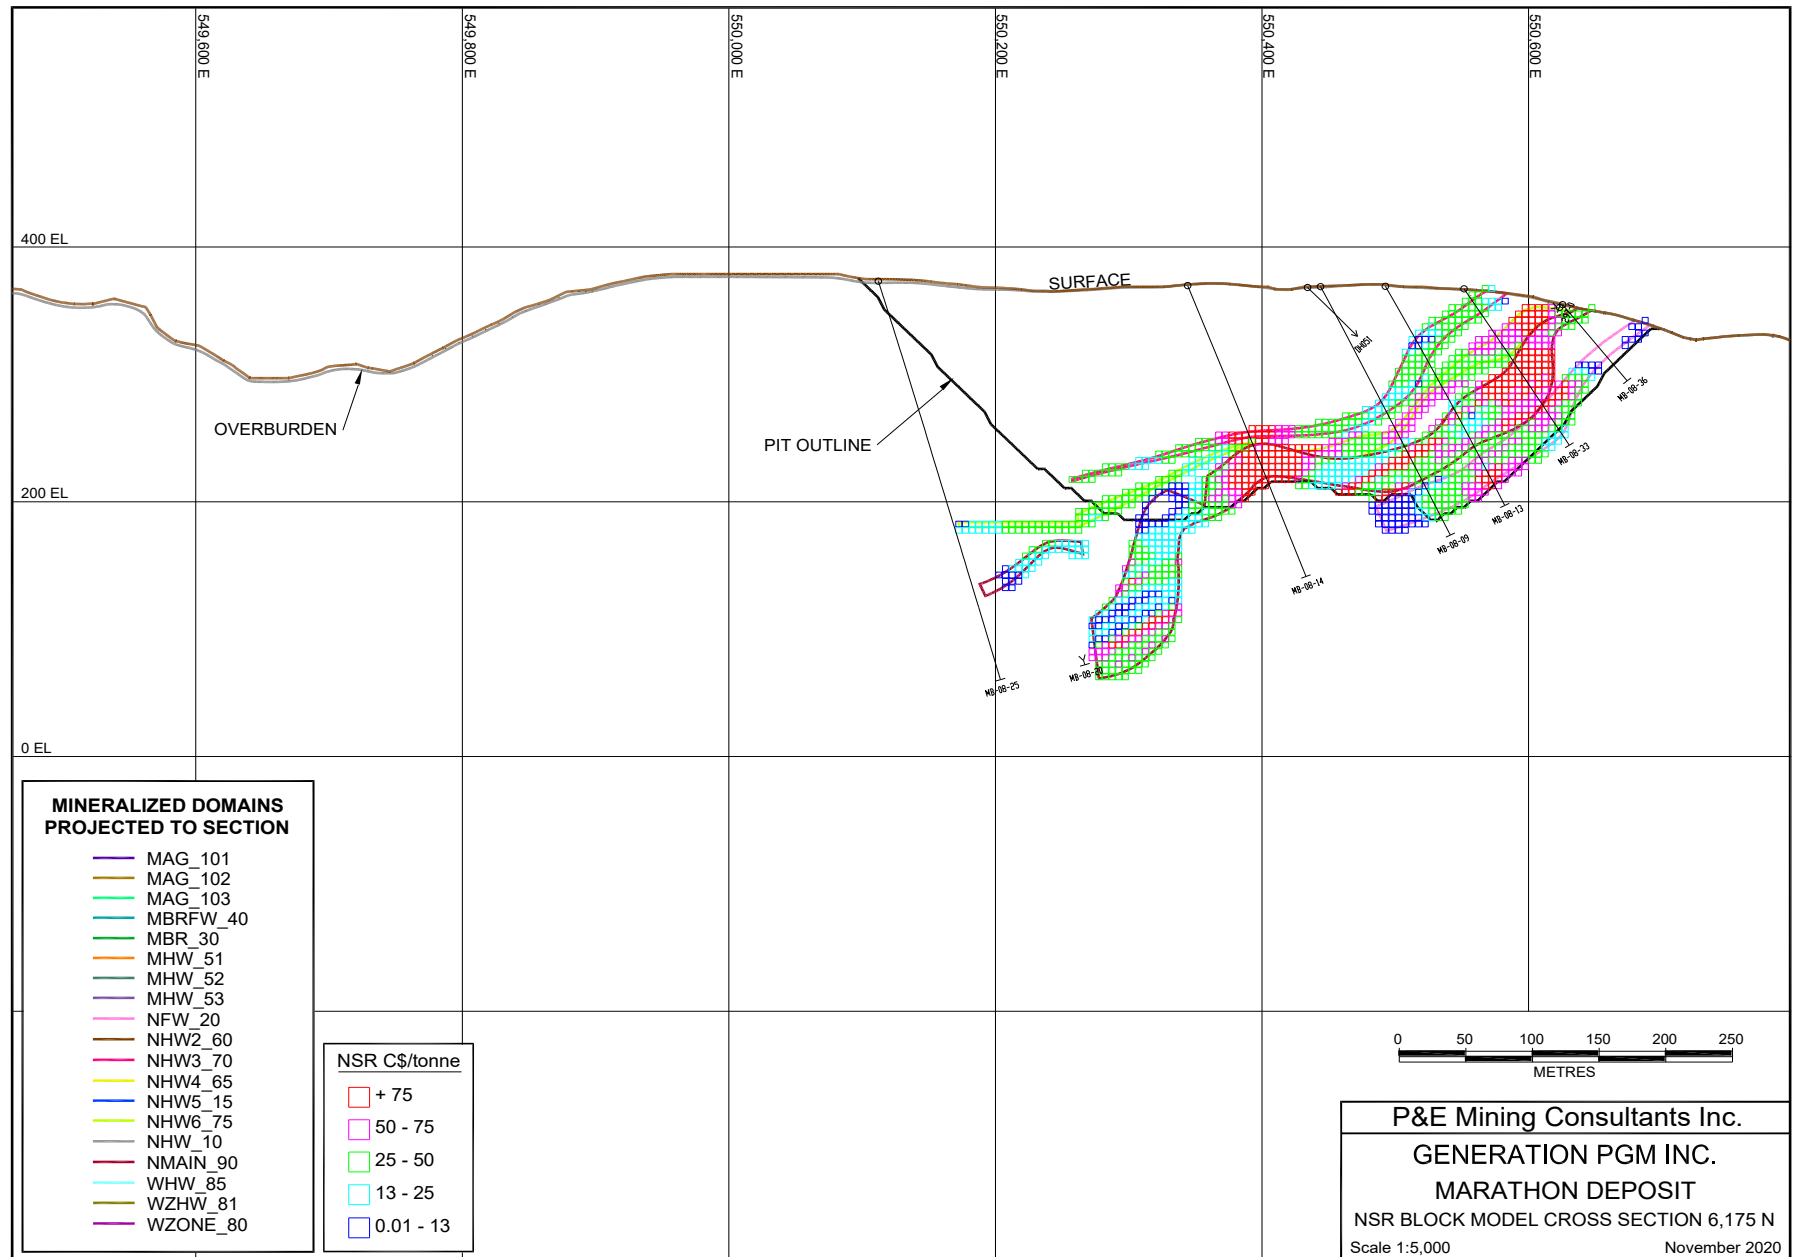 549,600 E
549,800 E
550,000 E
550,200 E
550,400 E
550,600 E
400 EL
SURFACE
DH051
MB-08-36
OVERBURDEN
PIT OUTLINE
MB-08-33
200 EL
MB-08-13
MB-08-09
MB-08-14
MB-08-20
MB-08-25
0 EL
MINERALIZED DOMAINS
PROJECTED TO SECTION
MAG_101
MAG_102
MAG_103
MBRFW_40
MBR_30
MHW_51
MHW_52
MHW_53
NFW_20
NHW2_60
NHW3_70
NHW4_65
NHW5_15
NHW6_75
NHW_10
NMAIN_90
WHW_85
WZHW_81
WZONE_80
NSR C$/tonne
+ 75
50 - 75
25 - 50
13 - 25
0.01 - 13
0 50 100 150 200 250
METRES
P&E Mining Consultants Inc.
GENERATION PGM INC.
MARATHON DEPOSIT
NSR BLOCK MODEL CROSS SECTION 6,175 N
Scale 1:5,000 November 2020